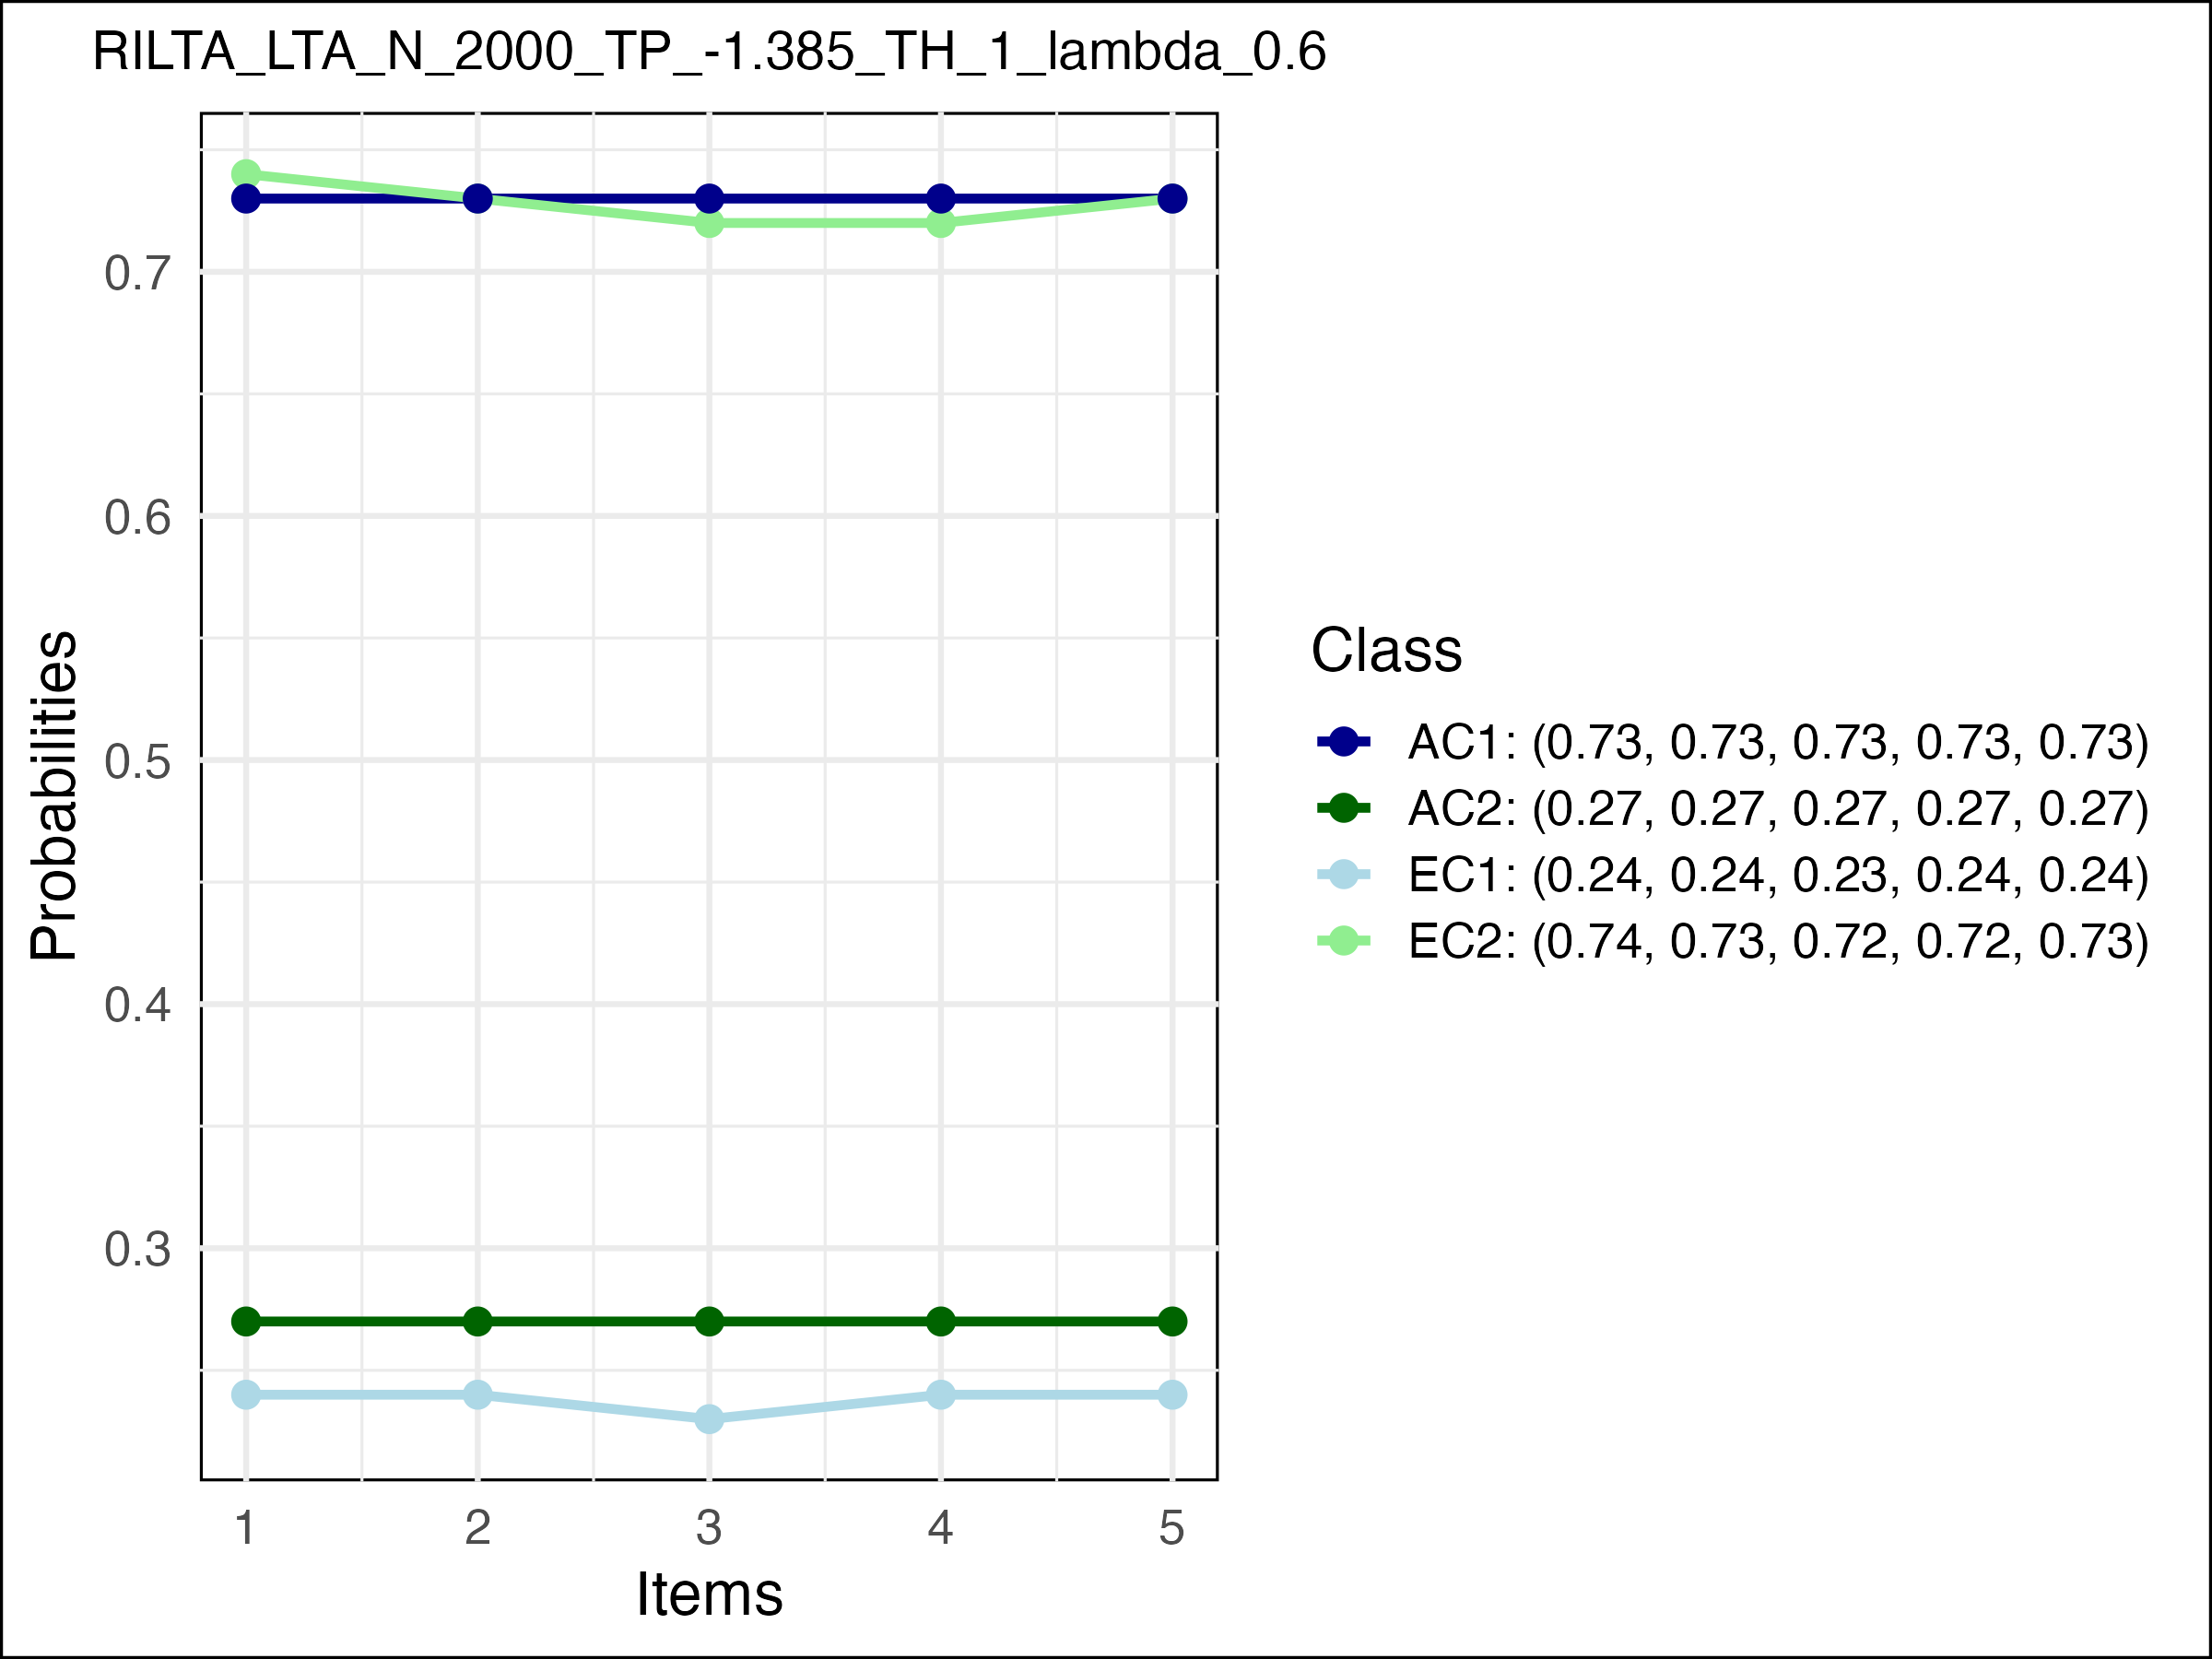 RILTA_LTA_N_2000_TP_-1.385_TH_1_lambda_0.6
0.7
0.6
0.5
0.4
0.3
Probabilities
1 2 3 4 5
Items
Class
AC1: (0.73, 0.73, 0.73, 0.73, 0.73)
AC2: (0.27, 0.27, 0.27, 0.27, 0.27)
EC1: (0.24, 0.24, 0.23, 0.24, 0.24)
EC2: (0.74, 0.73, 0.72, 0.72, 0.73)